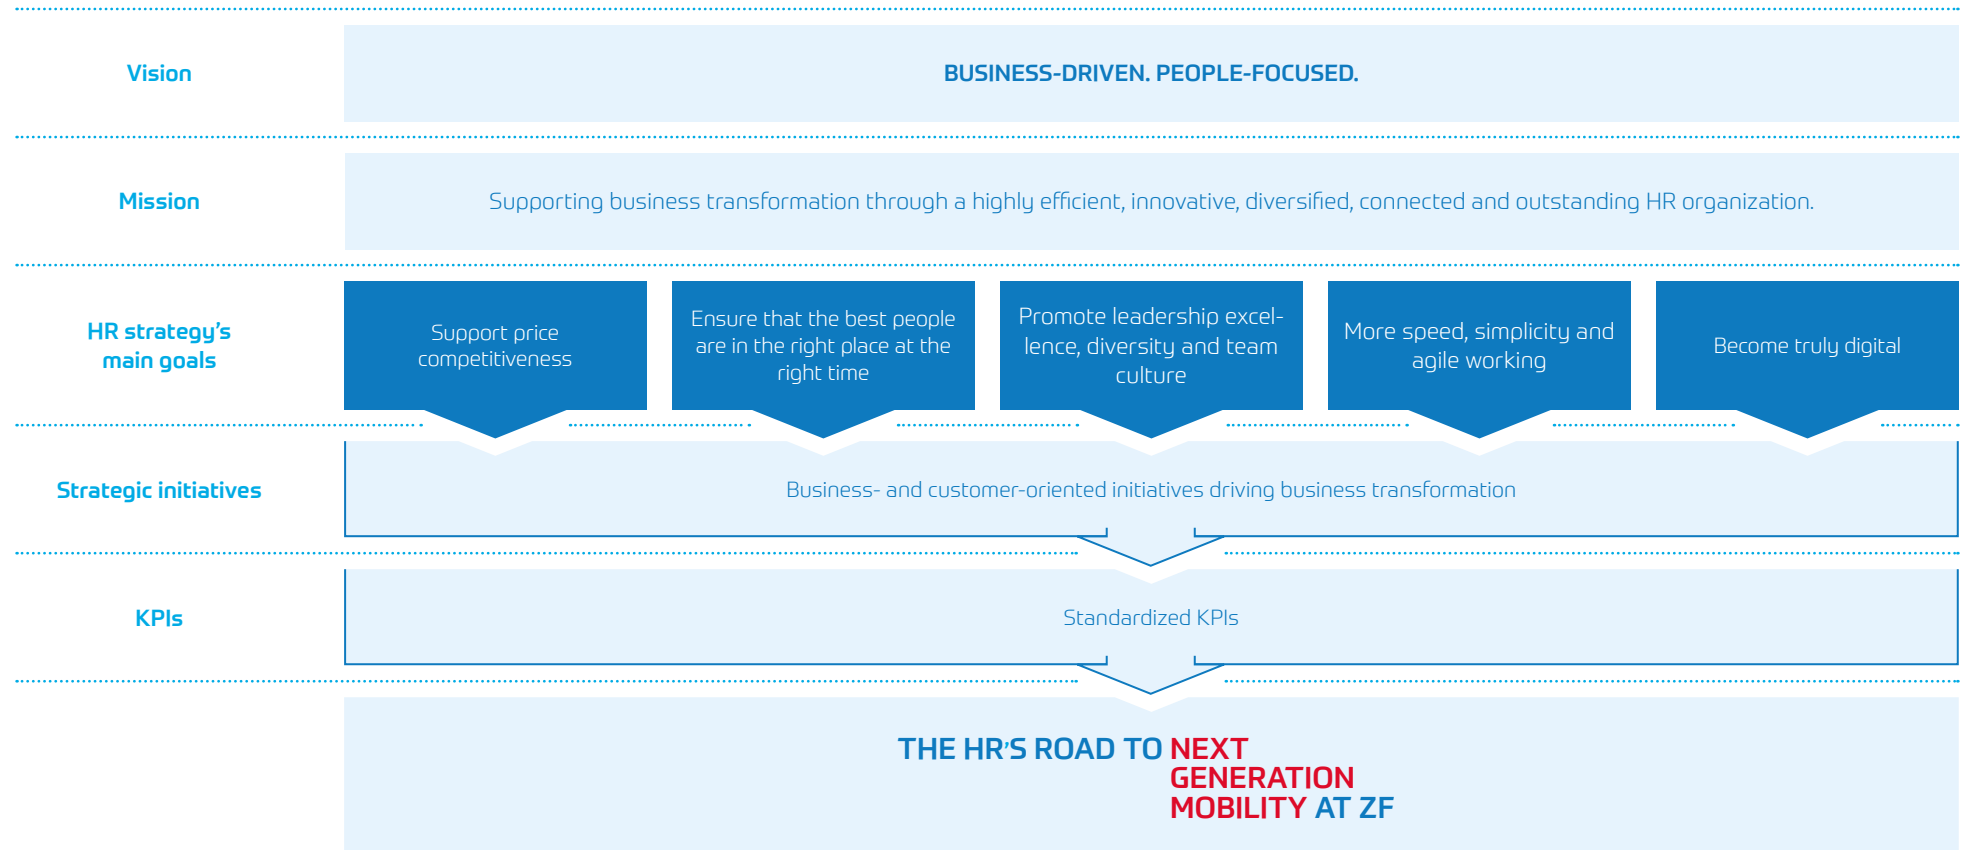 Vision
BUSINESS-DRIVEN. PEOPLE-FOCUSED.
Mission
Supporting business transformation through a highly efficient, innovative, diversified, connected and outstanding HR organization.
HR strategy’s
main goals
Support price
competitiveness
Ensure that the best people
are in the right place at the
right time
Promote leadership excel-
lence, diversity and team
culture
More speed, simplicity and
agile working
Become truly digital
Strategic initiatives
Business- and customer-oriented initiatives driving business transformation
KPIs
Standardized KPIs
THE HR’S ROAD TO NEXT
GENERATION
MOBILITY AT ZF